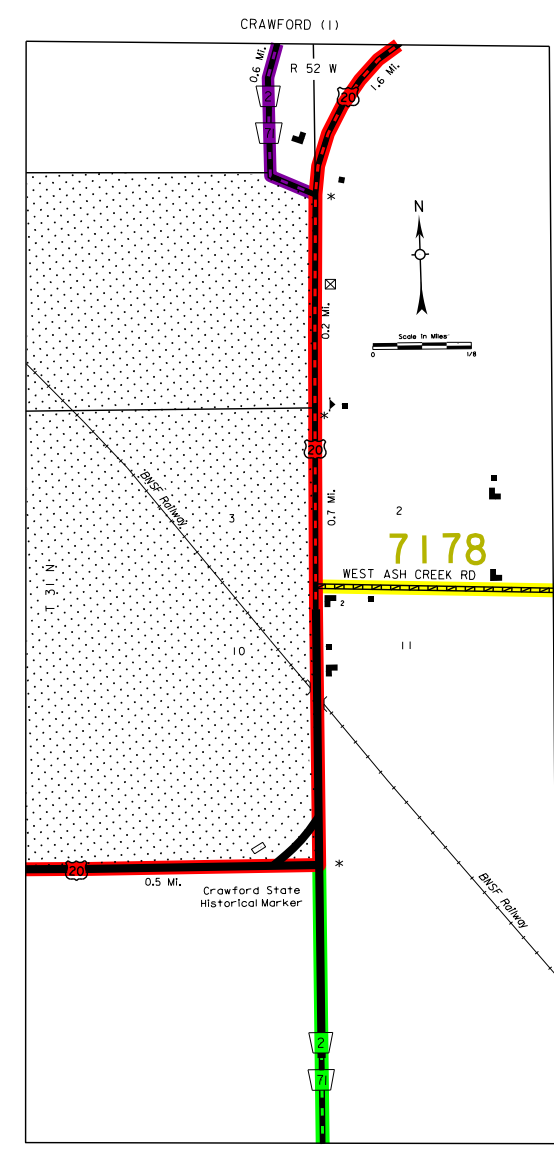 CRAWFORD (1)
0.6 Mi.
R 52 W
1.6 Mi.
2
20
71
N
0.2 Mi.
Scale in Miles
0 1/8
20
BNSF Railway
0.7 Mi.
3
2
7178
WEST ASH CREEK RD
T 31 N
2
10
11
20
0.5 Mi.
Crawford State
Historical Marker
BNSF Railway
2
71